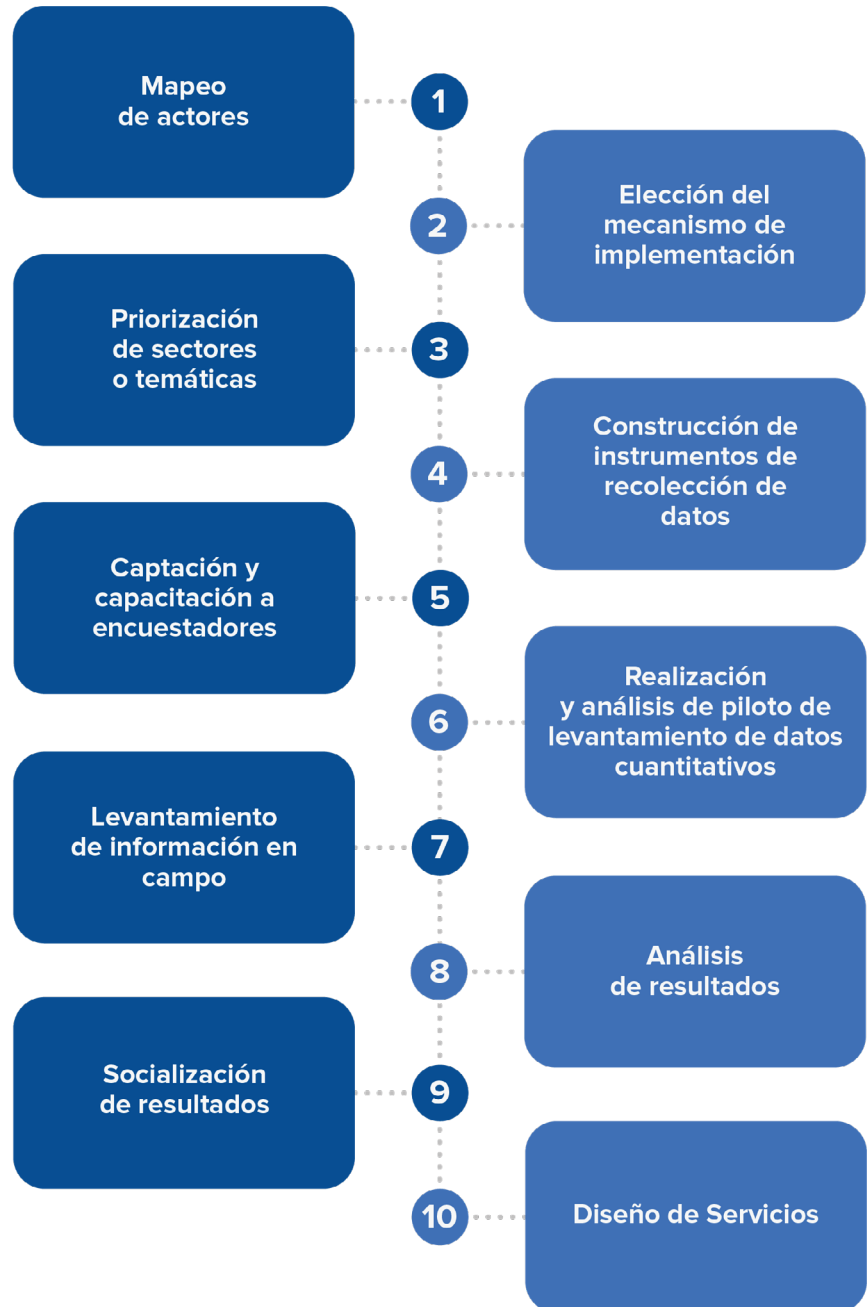 Mapeo
de actores
1
2
Elección del
mecanismo de
implementación
Priorización
de sectores
o temáticas
3
4
Construcción de
instrumentos de
recolección de
datos
Captación y
capacitación a
encuestadores
5
6
Realización
y análisis de piloto de
levantamiento de datos
cuantitativos
Levantamiento
de información en
campo
7
8
Análisis
de resultados
Socialización
de resultados
9
10
Diseño de Servicios